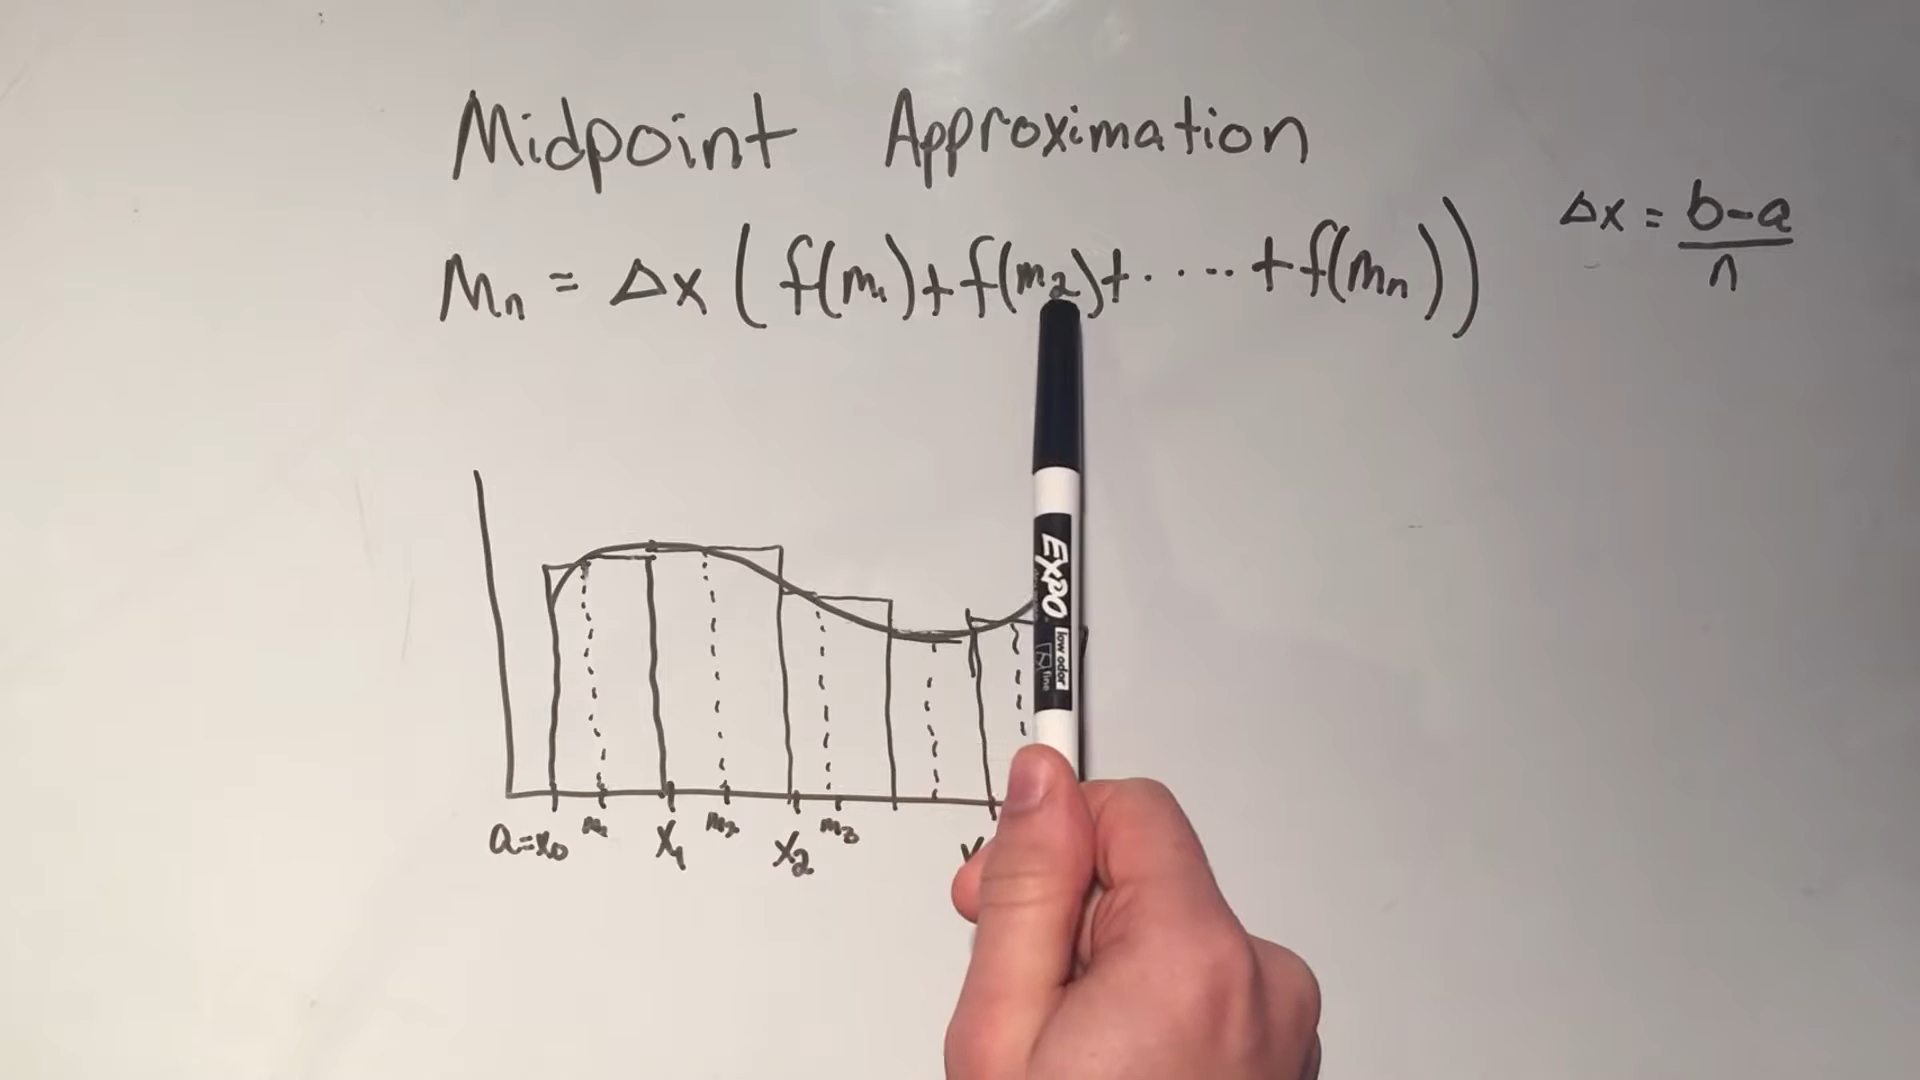 Midpoint Approximation
Mn = Δx ( f(m1) + f(m2) + ····· + f(mn) )
Δx = b-a
n
EXPO
low odor
fine
a=x0 m1 x1 m2 x2 m3